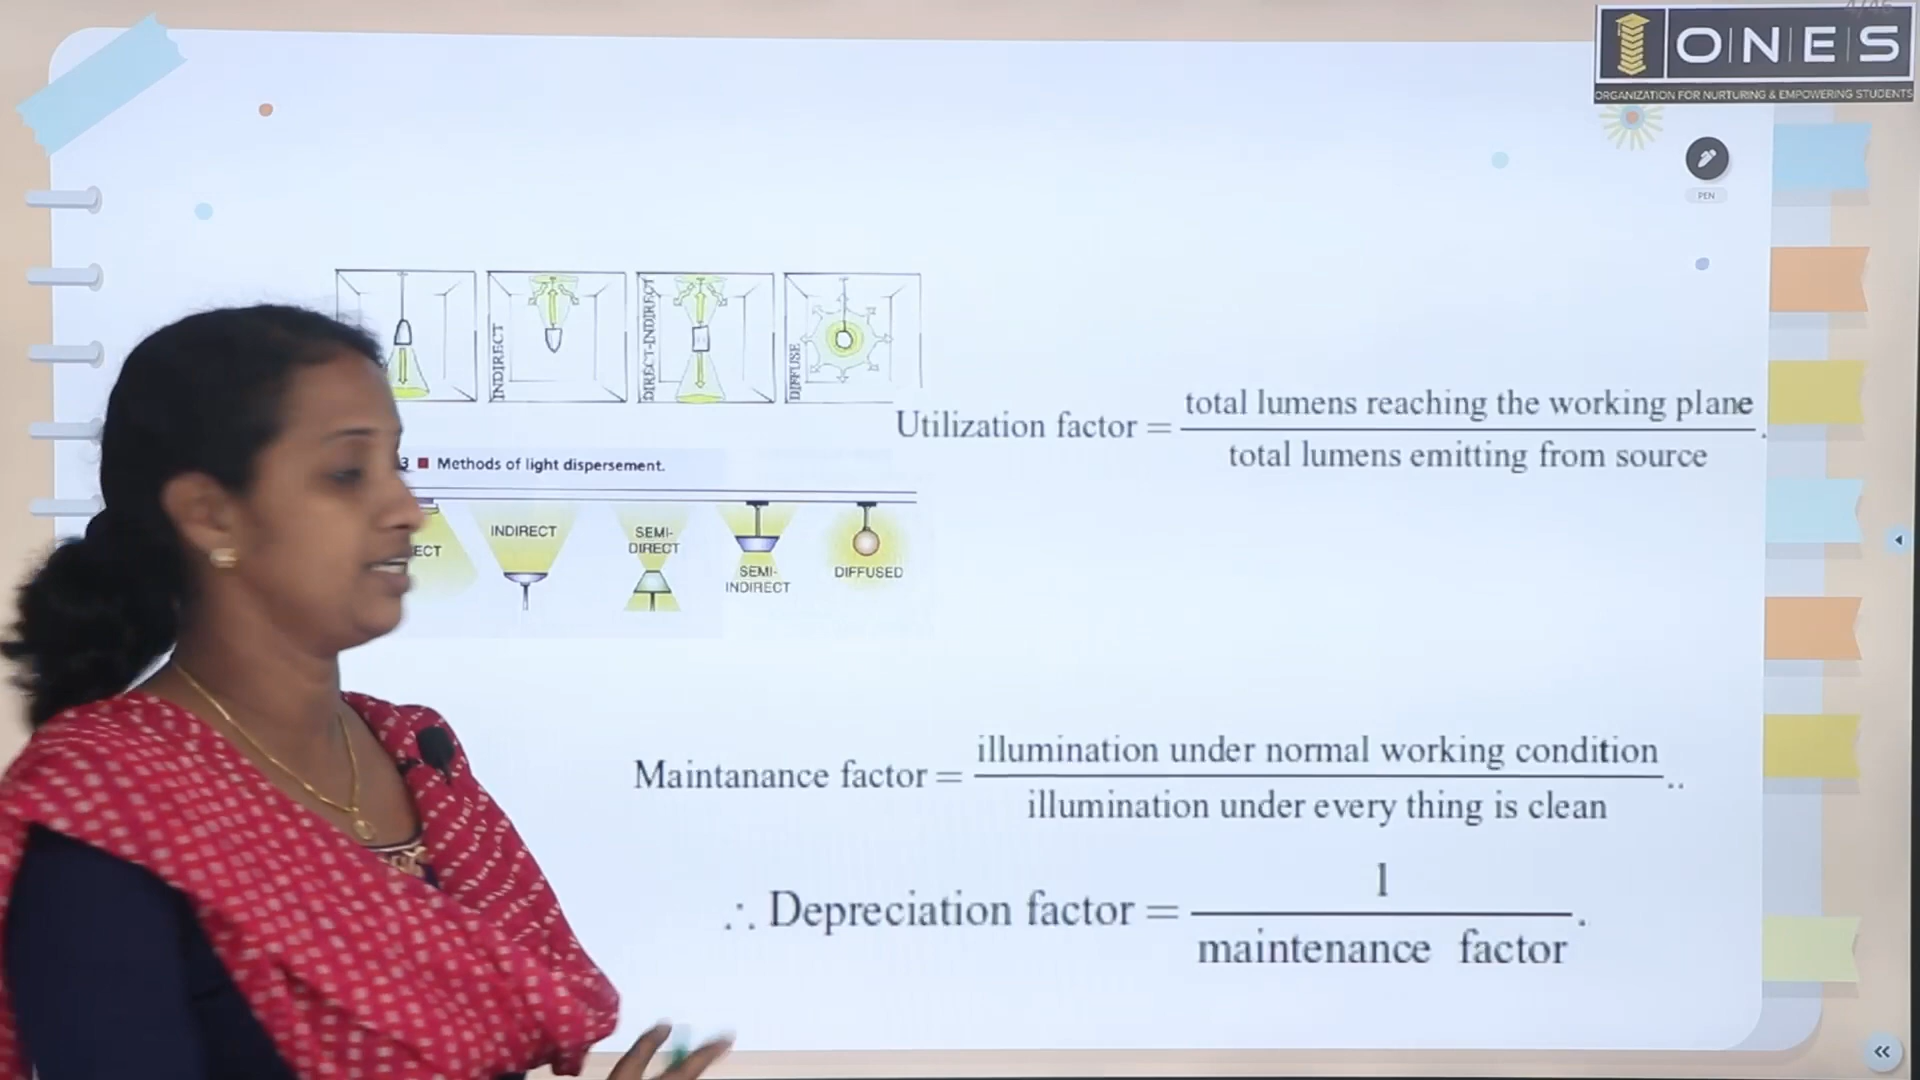 O|N|E|S
ORGANIZATION FOR NURTURING & EMPOWERING STUDENTS
PEN
INDIRECT
DIRECT-INDIRECT
DIFFUSE
Utilization factor = total lumens reaching the working plane
total lumens emitting from source .
3 ■ Methods of light dispersement.
ECT
INDIRECT
SEMI-
DIRECT
SEMI-
INDIRECT
DIFFUSED
Maintanance factor = illumination under normal working condition
illumination under every thing is clean ..
∴ Depreciation factor = 1
maintenance factor .